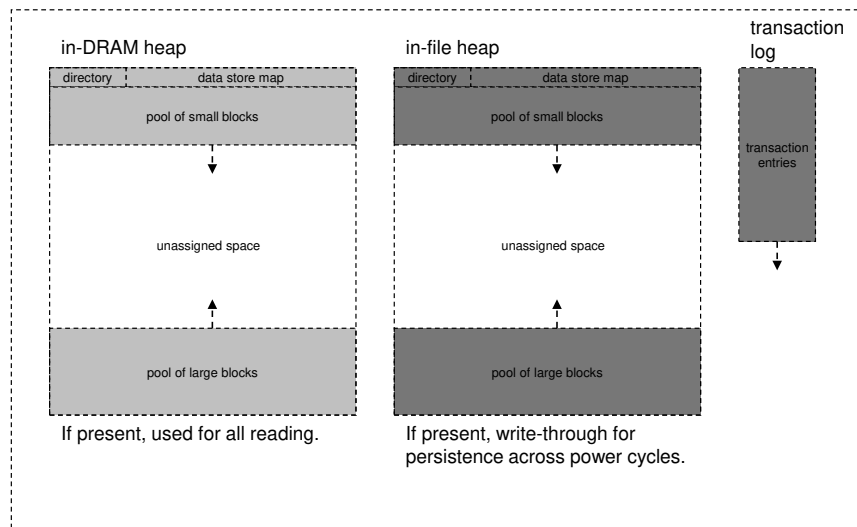 in-DRAM heap
directory
data store map
pool of small blocks
unassigned space
pool of large blocks
If present, used for all reading.
in-file heap
directory
data store map
pool of small blocks
unassigned space
pool of large blocks
If present, write-through for
persistence across power cycles.
transaction
log
transaction
entries